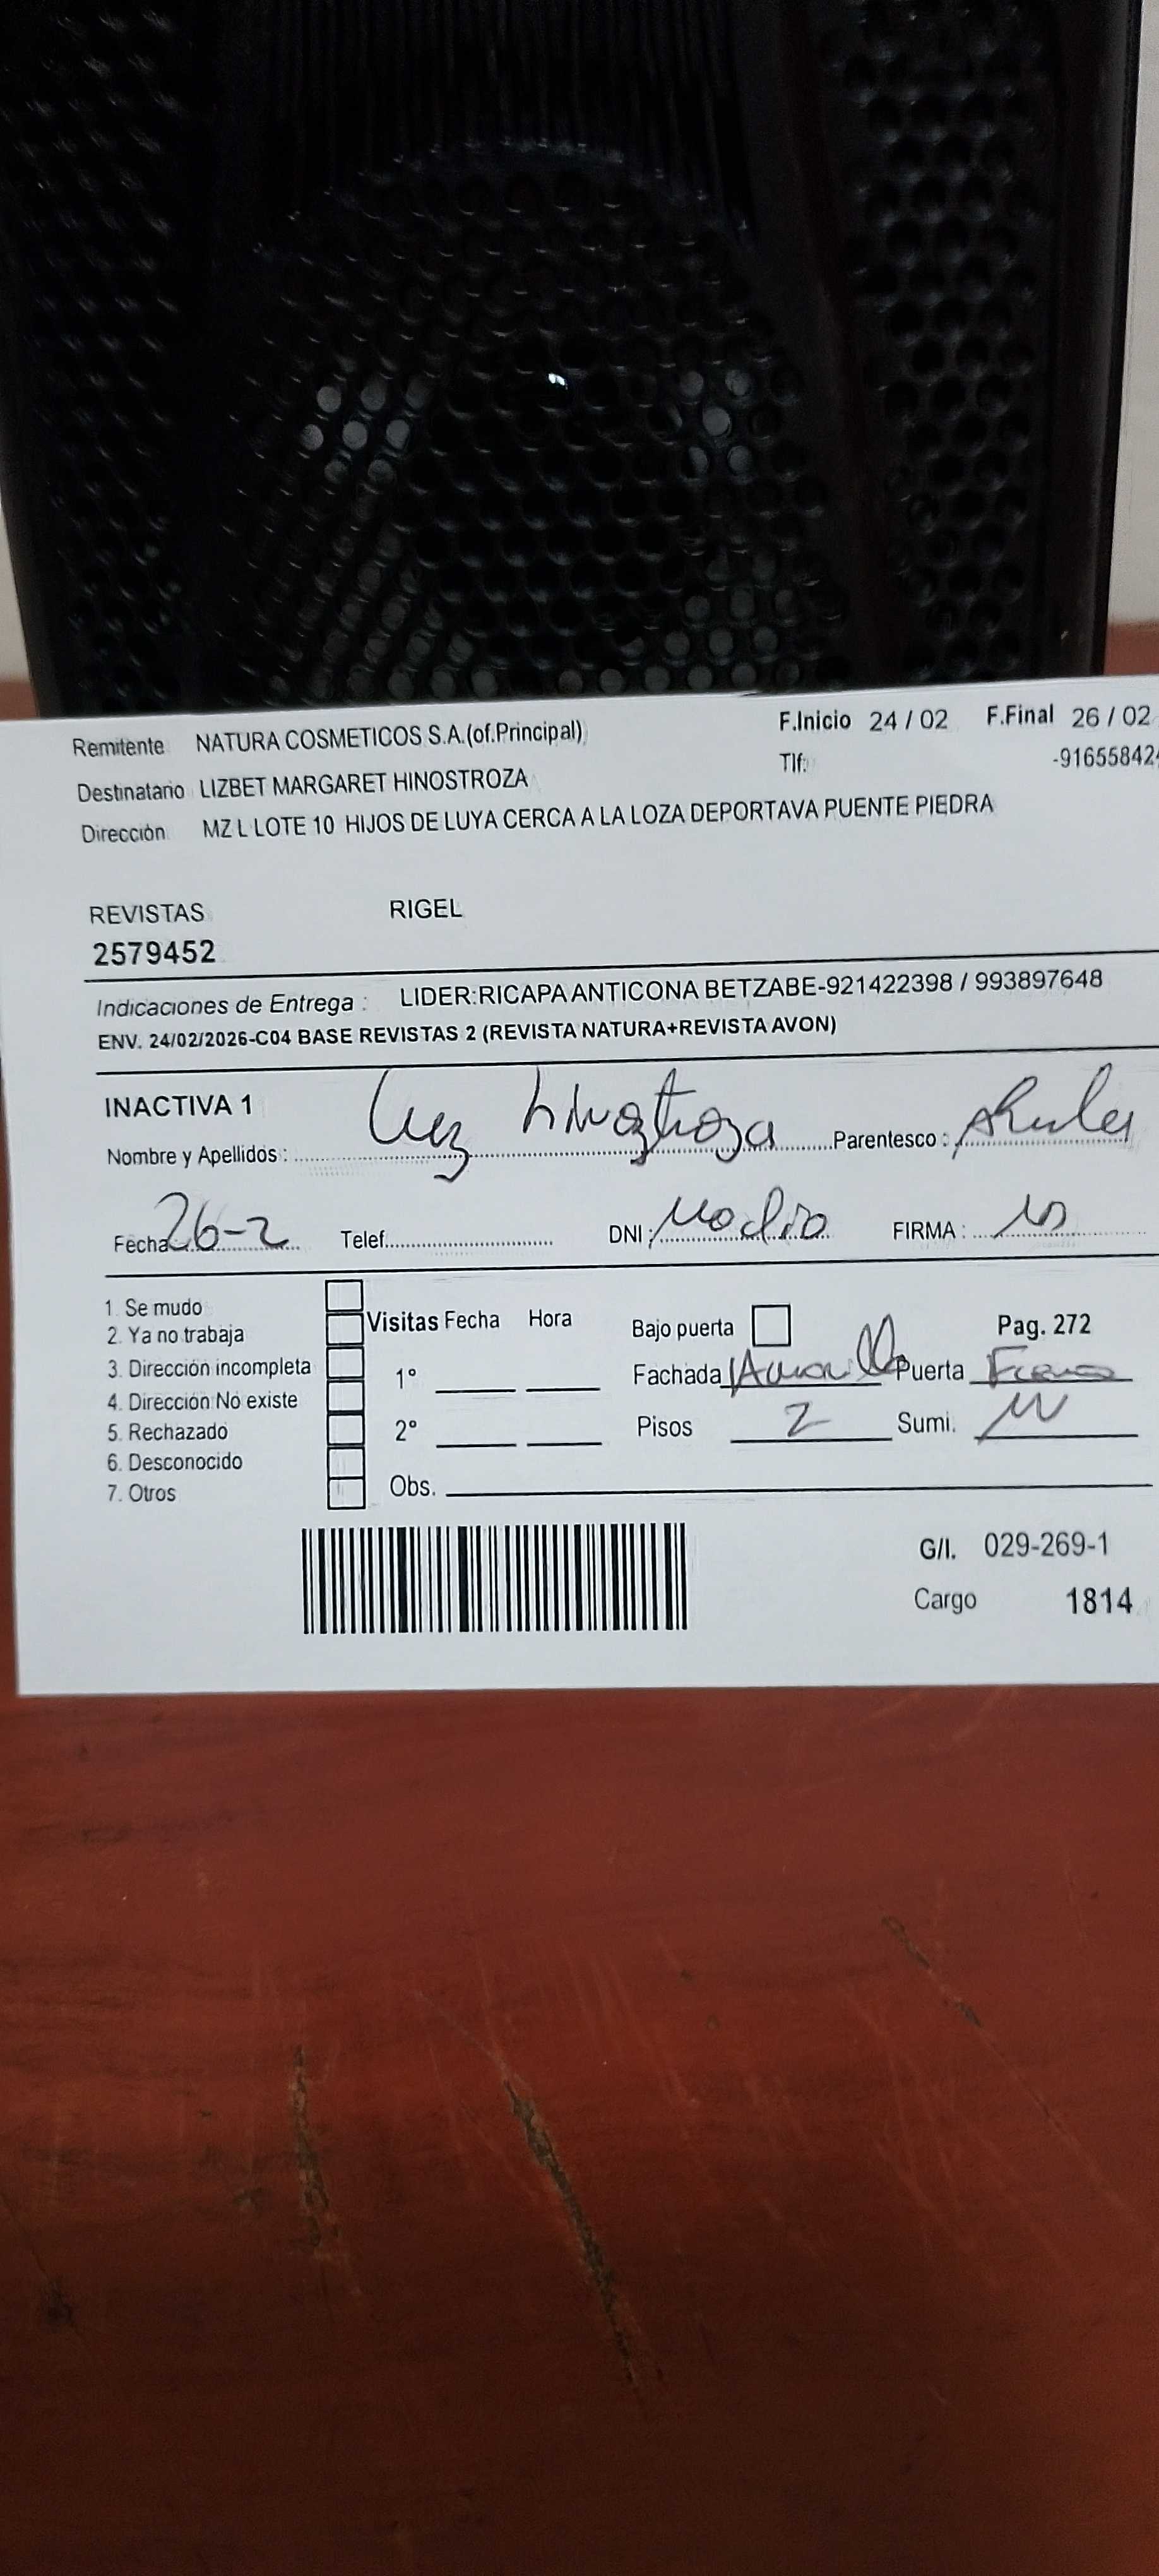 Remitente NATURA COSMETICOS S.A.(of.Principal) F.Inicio 24 / 02 F.Final 26 / 02
Destinatario LIZBET MARGARET HINOSTROZA Tlf: -91655842
Dirección MZ L LOTE 10 HIJOS DE LUYA CERCA A LA LOZA DEPORTAVA PUENTE PIEDRA
REVISTAS RIGEL
2579452
Indicaciones de Entrega : LIDER:RICAPA ANTICONA BETZABE-921422398 / 993897648
ENV. 24/02/2026-C04 BASE REVISTAS 2 (REVISTA NATURA+REVISTA AVON)
INACTIVA 1
Nombre y Apellidos : Luz hinostroza Parentesco :
Fecha 26-2 Telef. DNI : No dio FIRMA :
1. Se mudo
2. Ya no trabaja
3. Dirección incompleta
4. Dirección No existe
5. Rechazado
6. Desconocido
7. Otros
Visitas Fecha Hora
1°
2°
Obs.
Bajo puerta Pag. 272
Fachada Puerta
Pisos 2 Sumi.
G/I. 029-269-1
Cargo 1814